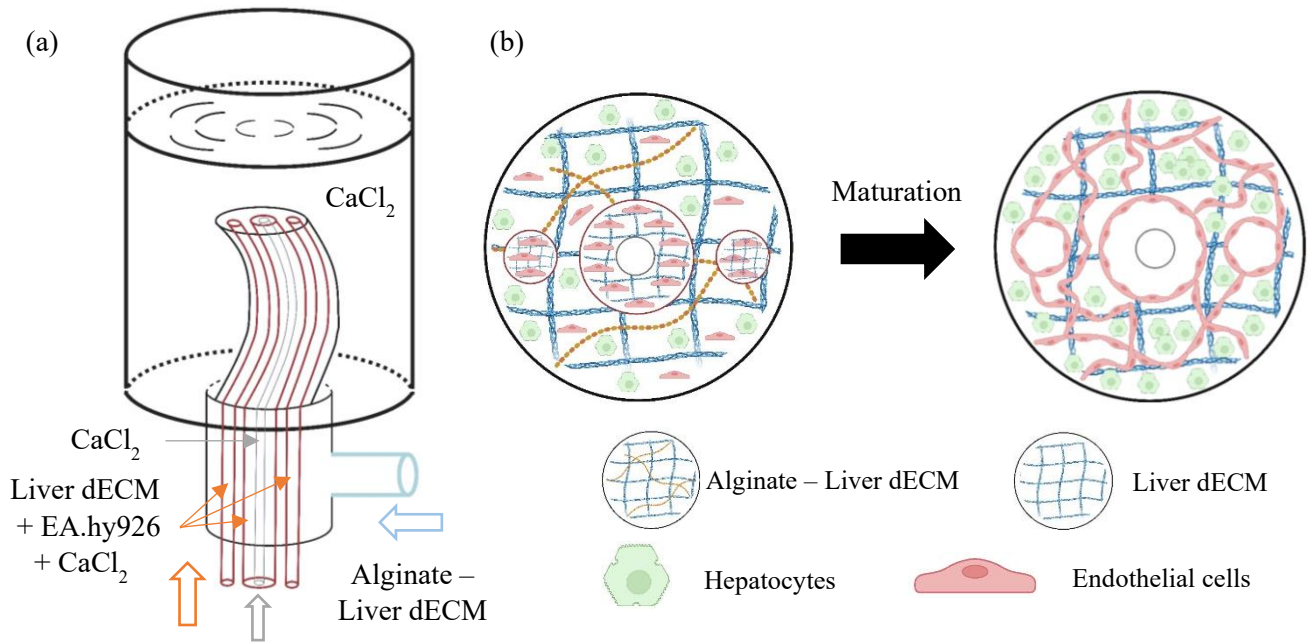 (a)
CaCl₂
CaCl₂
Liver dECM
+ EA.hy926
+ CaCl₂
Alginate –
Liver dECM
(b)
Maturation
Alginate – Liver dECM
Liver dECM
Hepatocytes
Endothelial cells